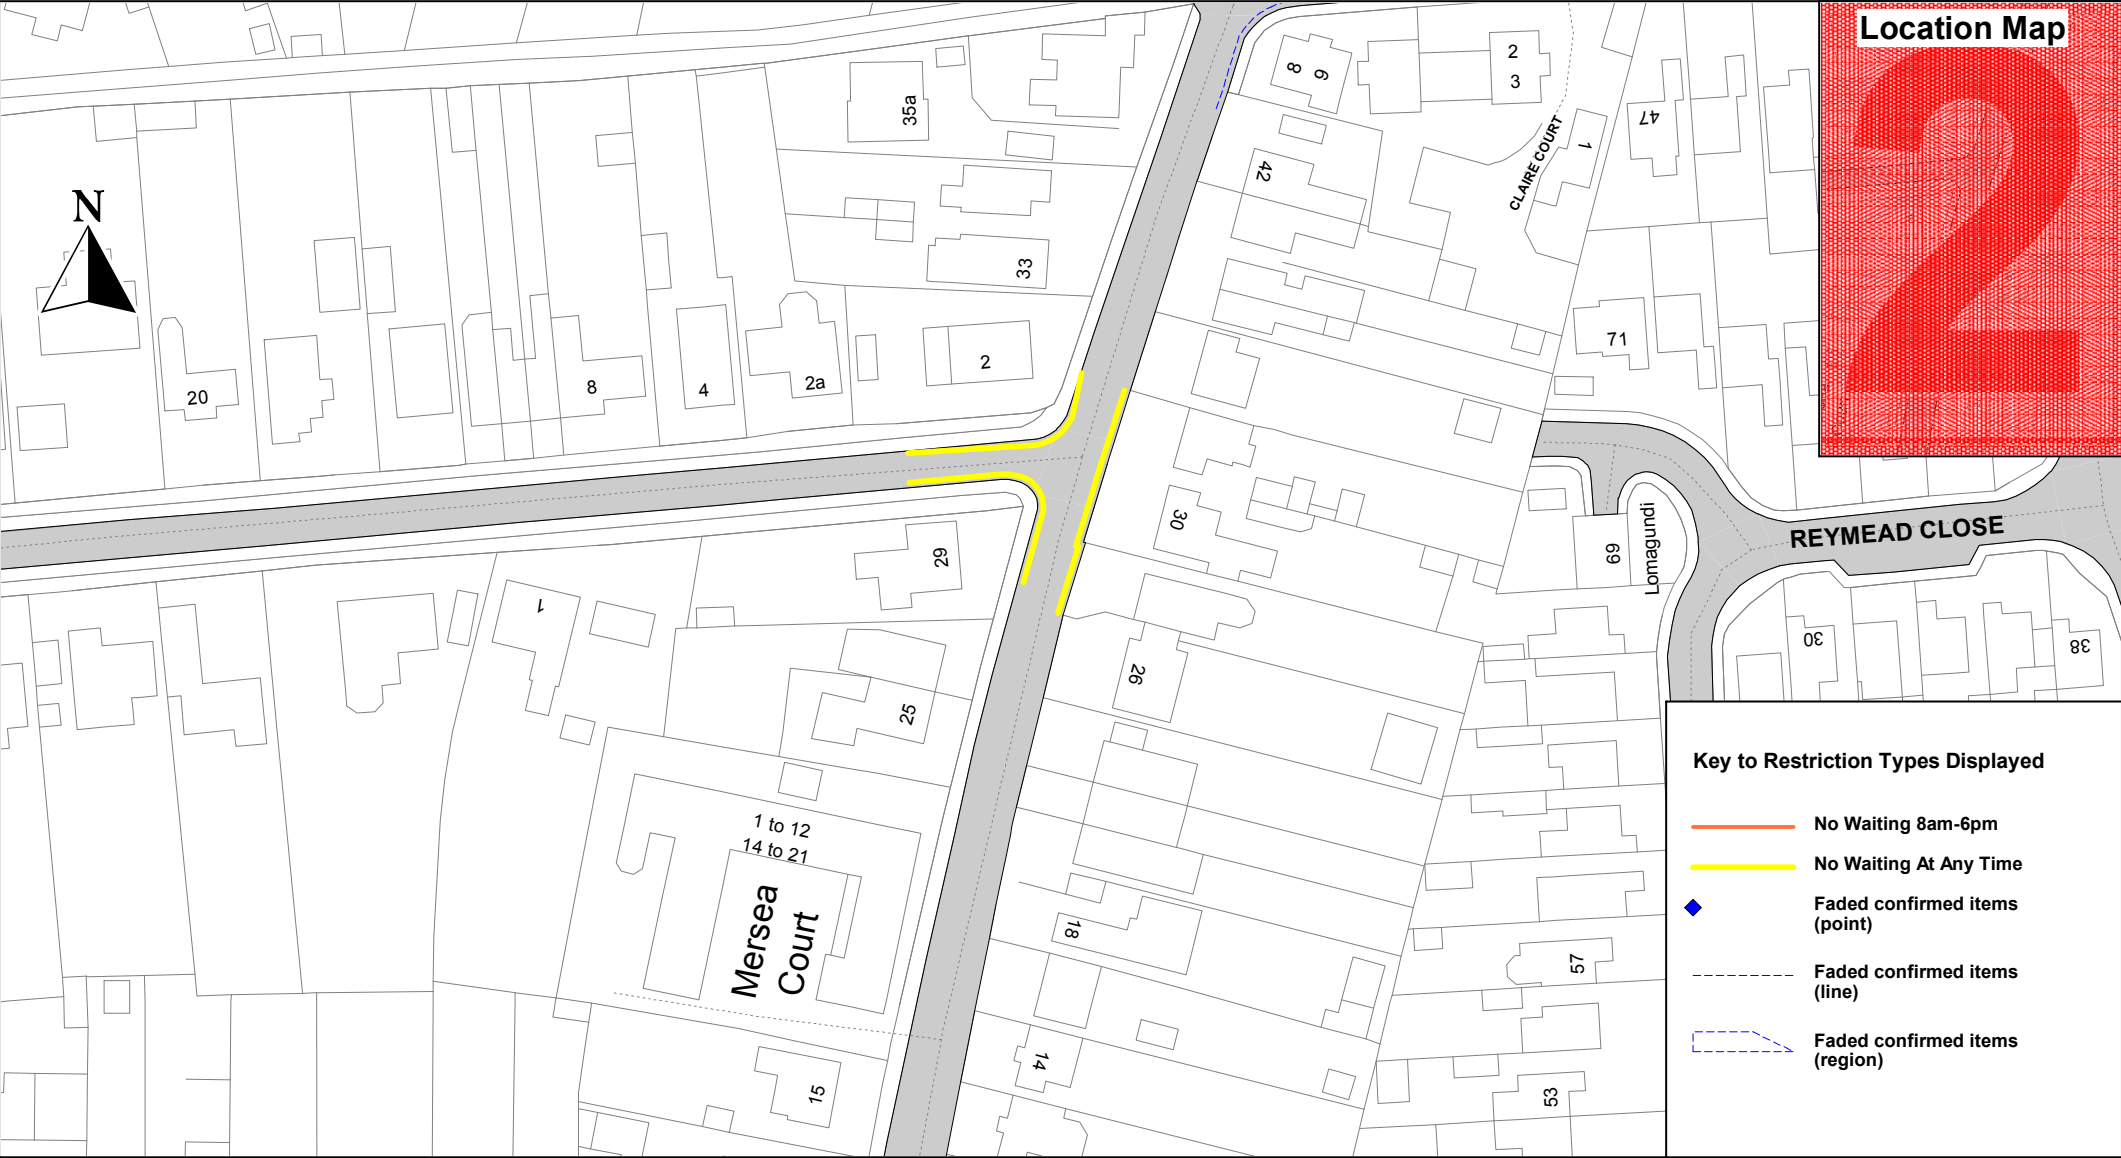 Location Map
2
N
35a
33
2
2a
4
8
20
8
9
2
3
42
CLAIRE COURT
1
47
71
30
69
Lomagundi
REYMEAD CLOSE
30
38
29
1
25
26
1 to 12
14 to 21
Mersea
Court
18
14
15
57
53
Key to Restriction Types Displayed
No Waiting 8am-6pm
No Waiting At Any Time
Faded confirmed items
(point)
Faded confirmed items
(line)
Faded confirmed items
(region)